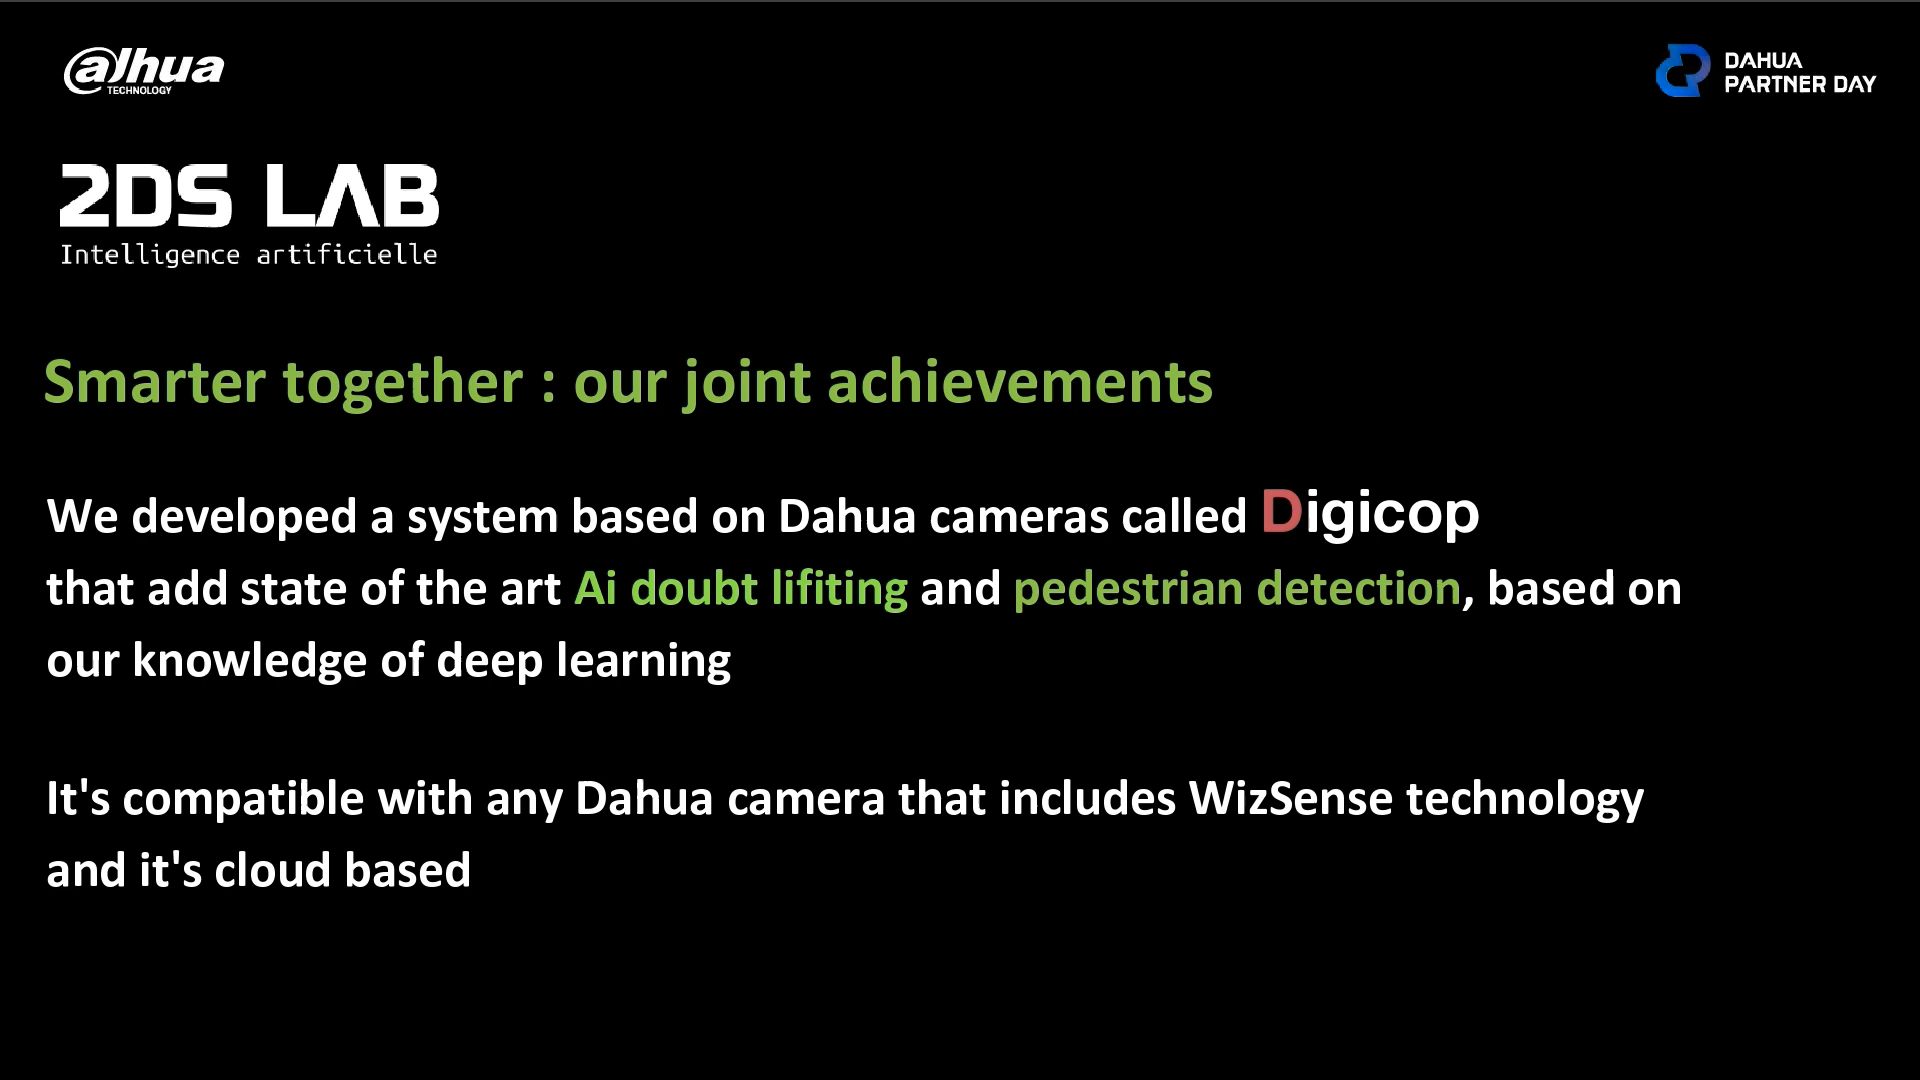 alhua
TECHNOLOGY
DAHUA
PARTNER DAY
2DS LAB
Intelligence artificielle
Smarter together : our joint achievements
We developed a system based on Dahua cameras called Digicop
that add state of the art Ai doubt lifiting and pedestrian detection, based on
our knowledge of deep learning
It's compatible with any Dahua camera that includes WizSense technology
and it's cloud based